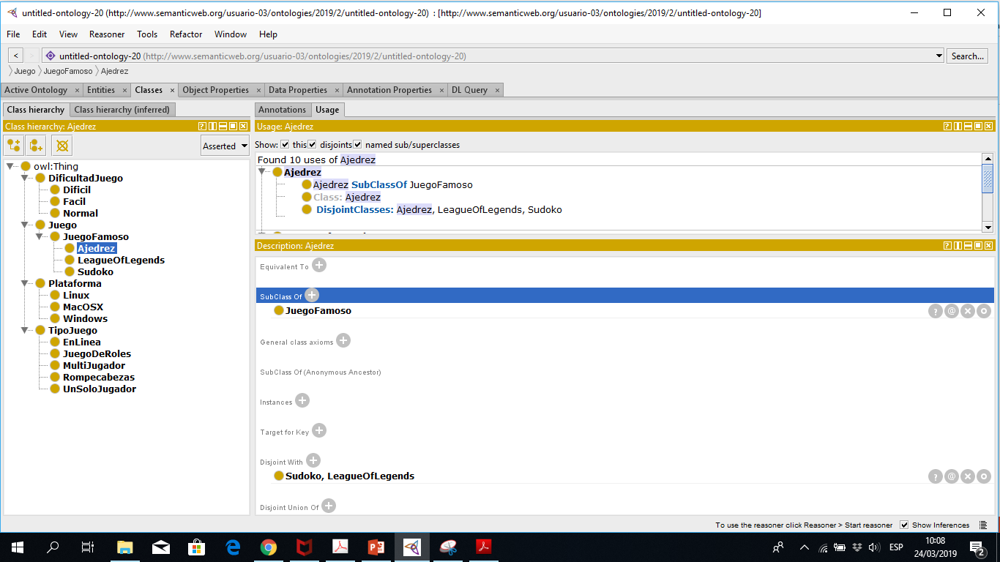 untitled-ontology-20 (http://www.semanticweb.org/usuario-03/ontologies/2019/2/untitled-ontology-20) : [http://www.semanticweb.org/usuario-03/ontologies/2019/2/untitled-ontology-20]
File Edit View Reasoner Tools Refactor Window Help
< > untitled-ontology-20 (http://www.semanticweb.org/usuario-03/ontologies/2019/2/untitled-ontology-20) Search...
Juego JuegoFamoso Ajedrez
Active Ontology × Entities × Classes × Object Properties × Data Properties × Annotation Properties × DL Query ×
Class hierarchy Class hierarchy (inferred)
Class hierarchy: Ajedrez
Asserted
owl:Thing
DificultadJuego
Dificil
Facil
Normal
Juego
JuegoFamoso
Ajedrez
LeagueOfLegends
Sudoko
Plataforma
Linux
MacOSX
Windows
TipoJuego
EnLinea
JuegoDeRoles
MultiJugador
Rompecabezas
UnSoloJugador
Annotations Usage
Usage: Ajedrez
Show: this disjoints named sub/superclasses
Found 10 uses of Ajedrez
Ajedrez
Ajedrez SubClassOf JuegoFamoso
Class: Ajedrez
DisjointClasses: Ajedrez, LeagueOfLegends, Sudoko
Description: Ajedrez
Equivalent To
SubClass Of
JuegoFamoso
General class axioms
SubClass Of (Anonymous Ancestor)
Instances
Target for Key
Disjoint With
Sudoko, LeagueOfLegends
Disjoint Union Of
To use the reasoner click Reasoner > Start reasoner Show Inferences
ESP
10:08
24/03/2019
2